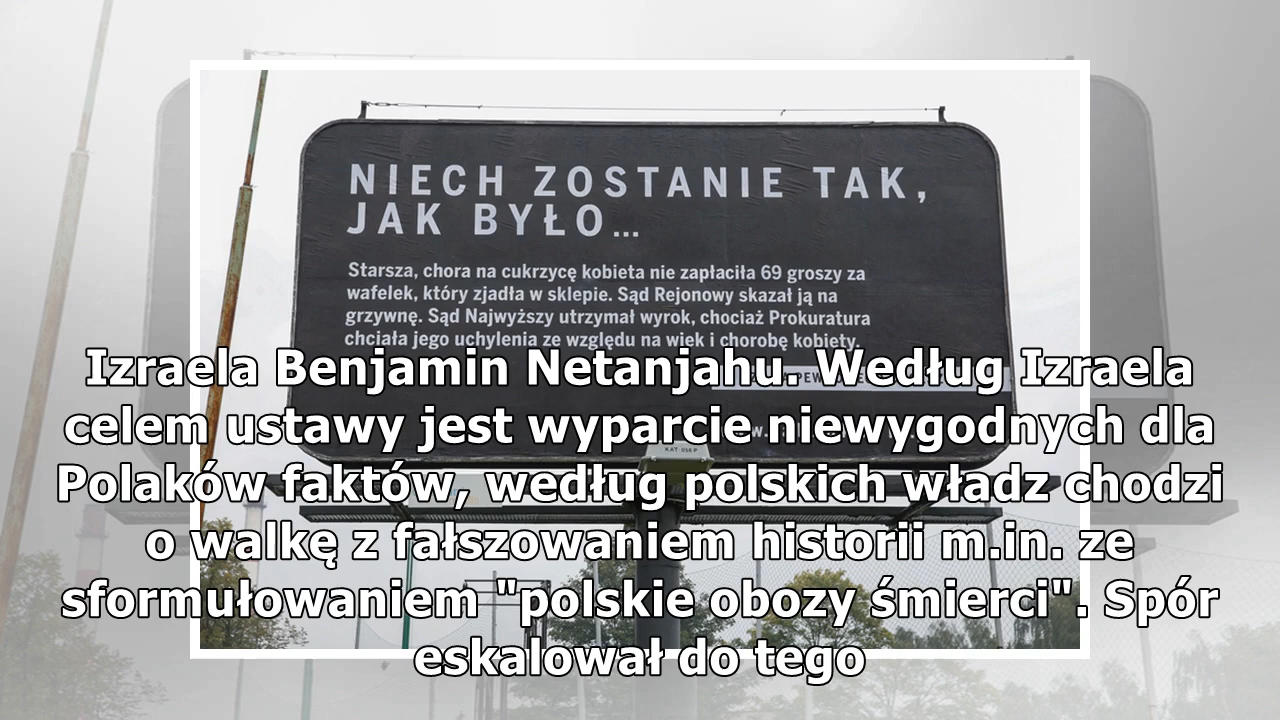 NIECH ZOSTANIE TAK,
JAK BYŁO...
Starsza, chora na cukrzycę kobieta nie zapłaciła 69 groszy za
wafelek, który zjadła w sklepie. Sąd Rejonowy skazał ją na
grzywnę. Sąd Najwyższy utrzymał wyrok, chociaż Prokuratura
chciała jego uchylenia ze względu na wiek i chorobę kobiety.
Izraela Benjamin Netanjahu. Według Izraela
celem ustawy jest wyparcie niewygodnych dla
KAT 056 P
Polaków faktów, według polskich władz chodzi
o walkę z fałszowaniem historii m.in. ze
sformułowaniem "polskie obozy śmierci". Spór
eskalował do tego